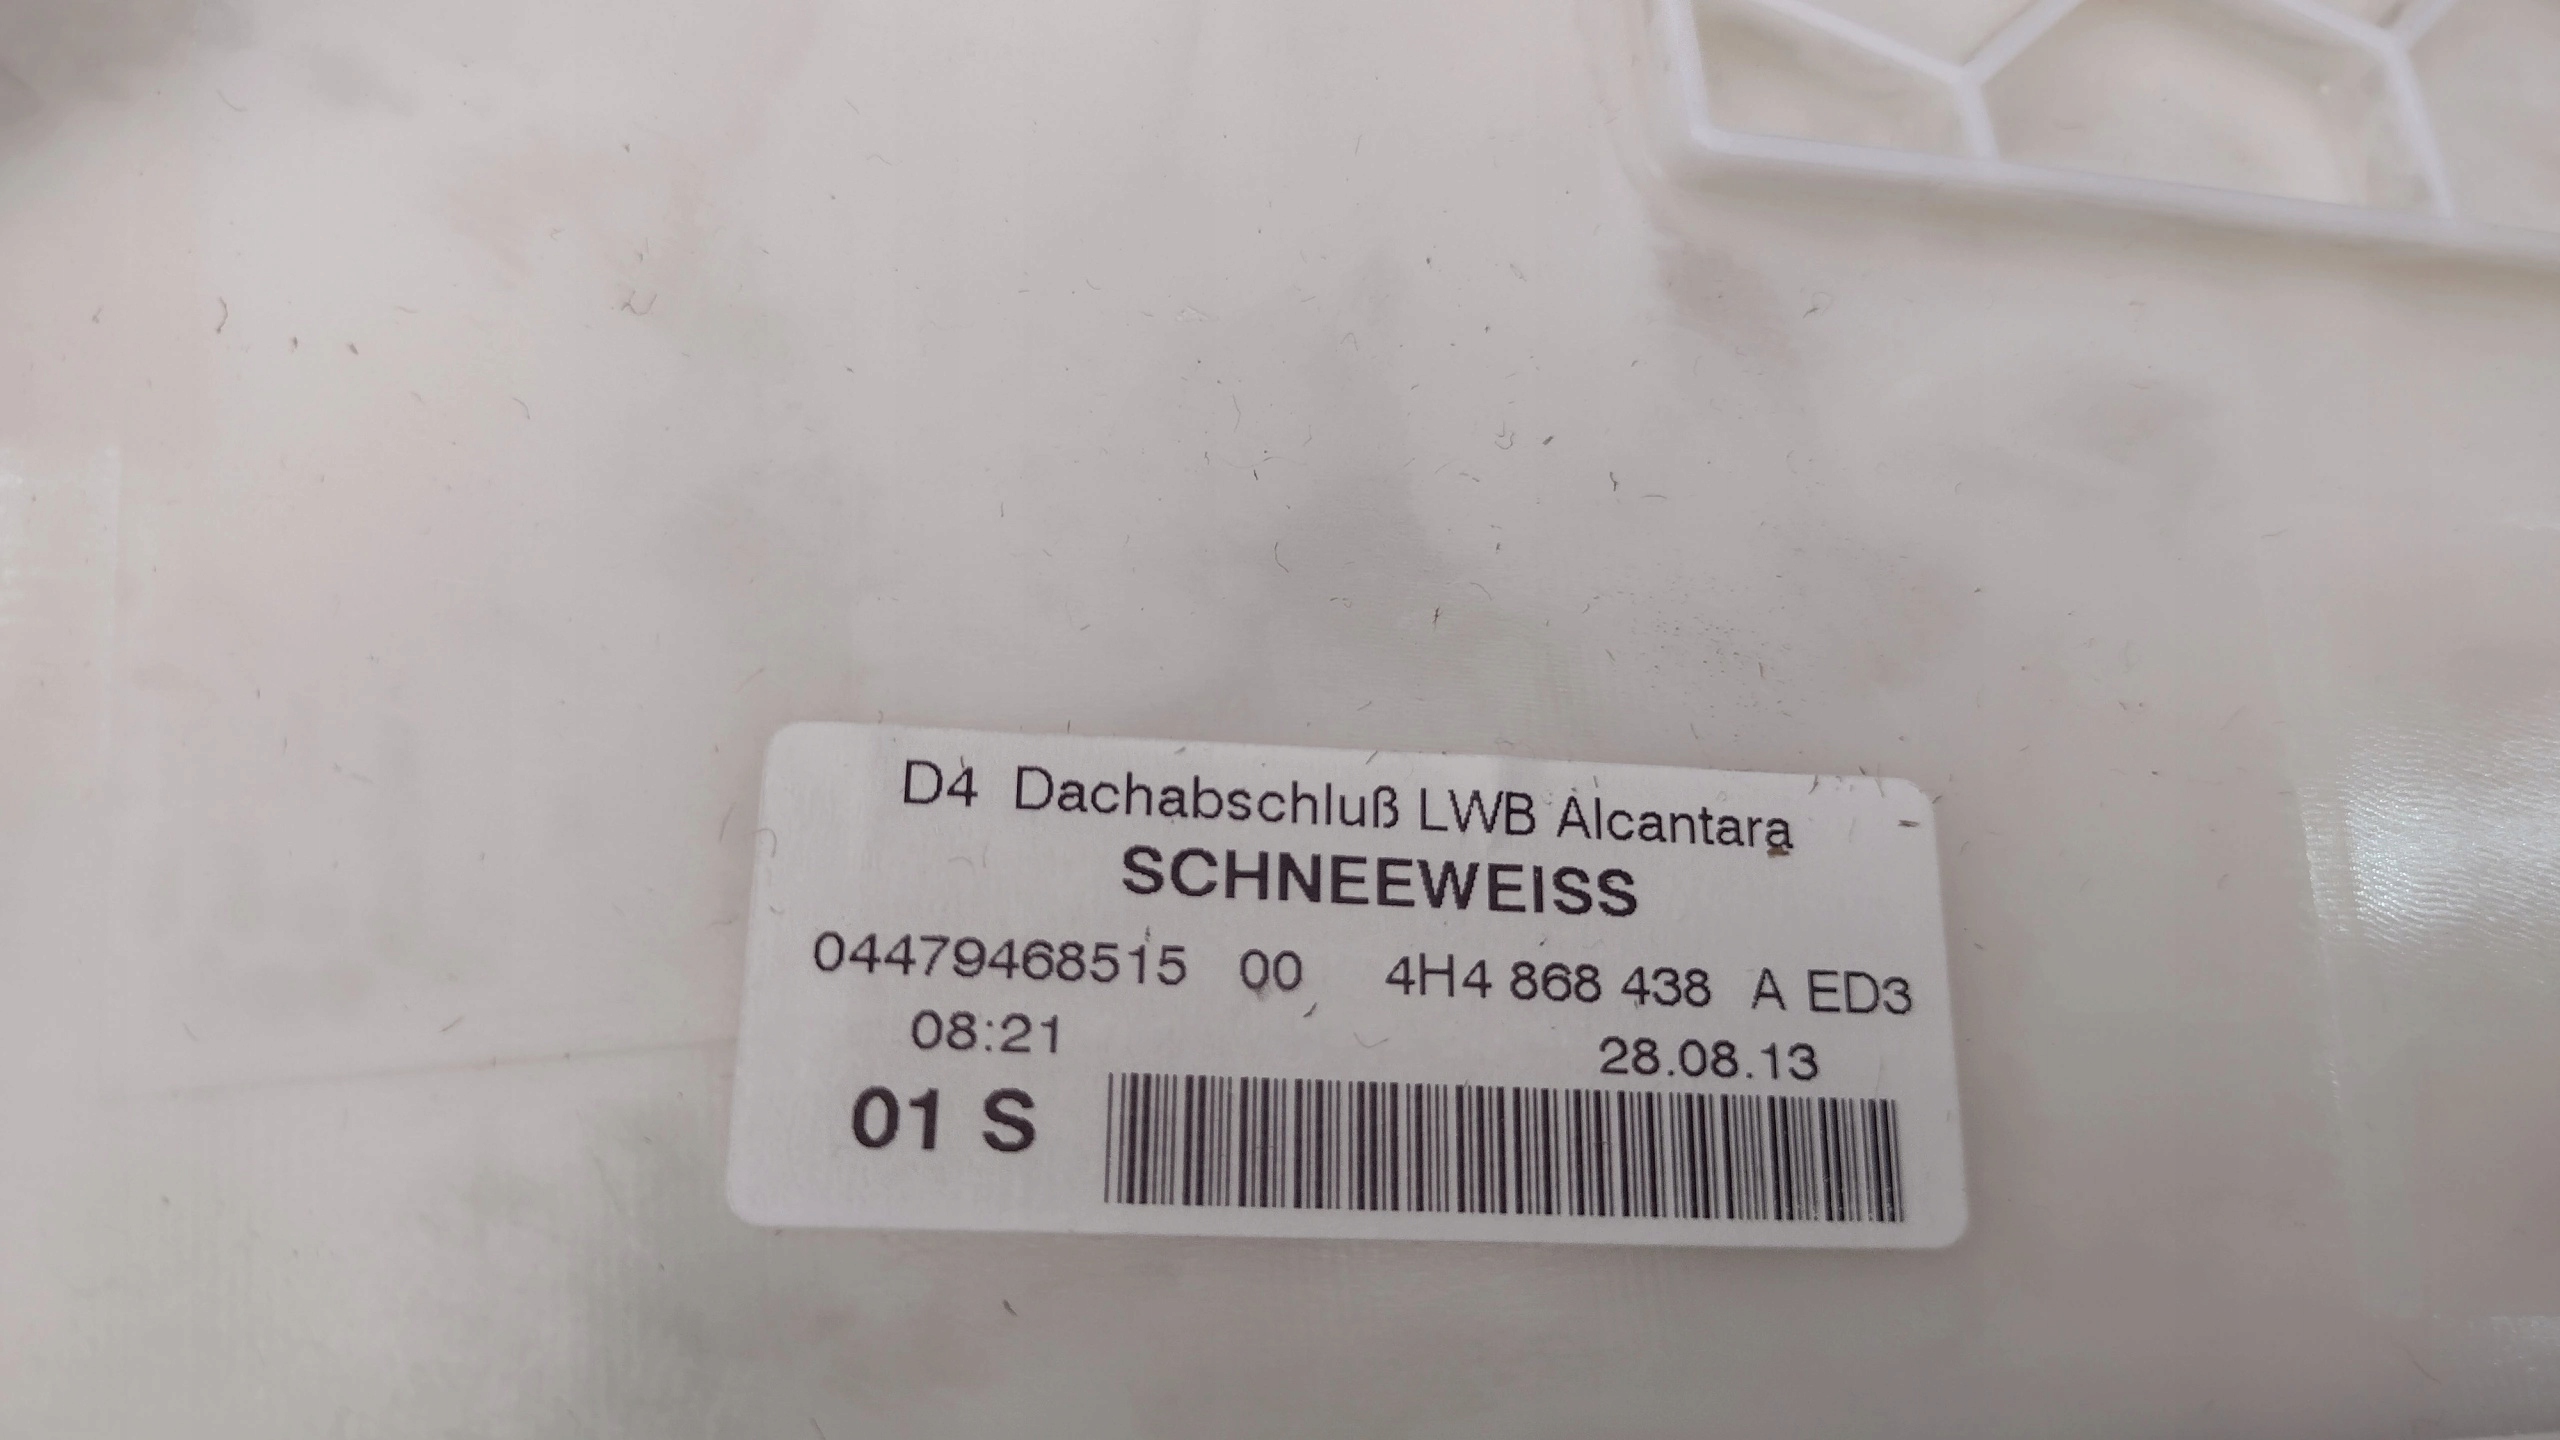 D4 Dachabschluß LWB Alcantara
SCHNEEWEISS
04479468515 00 4H4 868 438 A ED3
08:21 28.08.13
01 S